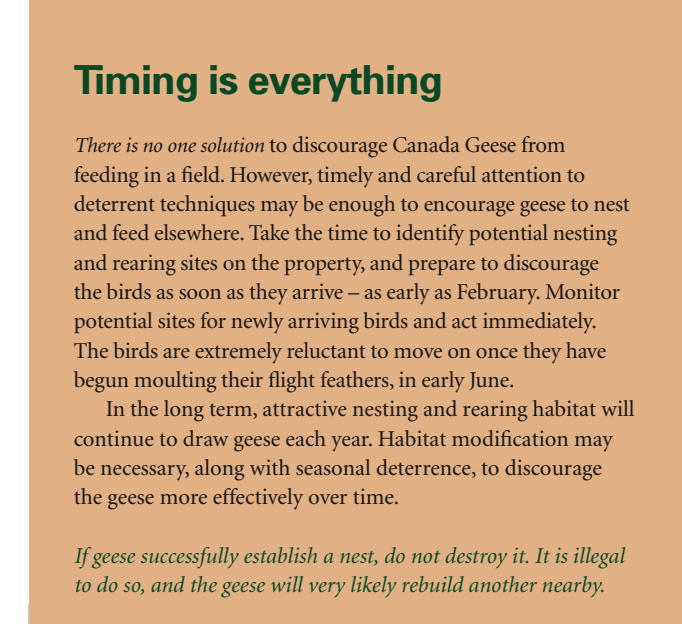 Timing is everything
There is no one solution to discourage Canada Geese from
feeding in a field. However, timely and careful attention to
deterrent techniques may be enough to encourage geese to nest
and feed elsewhere. Take the time to identify potential nesting
and rearing sites on the property, and prepare to discourage
the birds as soon as they arrive – as early as February. Monitor
potential sites for newly arriving birds and act immediately.
The birds are extremely reluctant to move on once they have
begun moulting their flight feathers, in early June.
In the long term, attractive nesting and rearing habitat will
continue to draw geese each year. Habitat modification may
be necessary, along with seasonal deterrence, to discourage
the geese more effectively over time.
If geese successfully establish a nest, do not destroy it. It is illegal
to do so, and the geese will very likely rebuild another nearby.